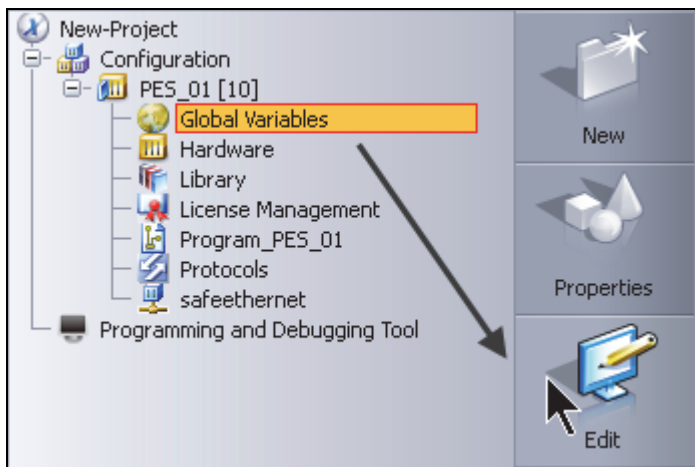 New-Project
Configuration
PES_01 [10]
Global Variables
Hardware
Library
License Management
Program_PES_01
Protocols
safeethernet
Programming and Debugging Tool
New
Properties
Edit